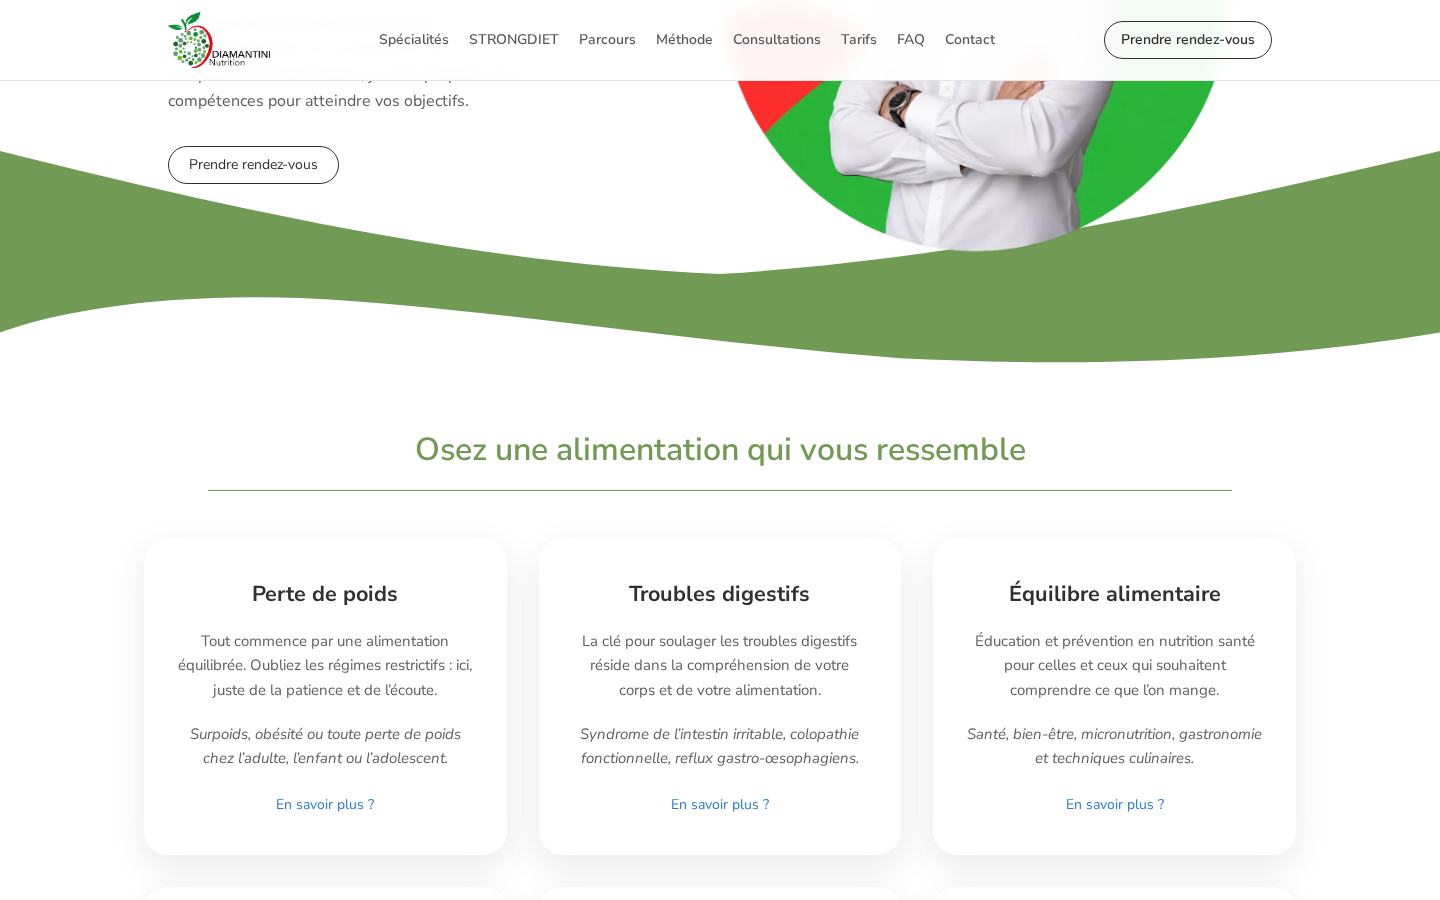 DIAMANTINI
Nutrition
Spécialités
STRONGDIET
Parcours
Méthode
Consultations
Tarifs
FAQ
Contact
Prendre rendez-vous
compétences pour atteindre vos objectifs.
Prendre rendez-vous
Osez une alimentation qui vous ressemble
Perte de poids
Tout commence par une alimentation
équilibrée. Oubliez les régimes restrictifs : ici,
juste de la patience et de l’écoute.
Surpoids, obésité ou toute perte de poids
chez l’adulte, l’enfant ou l’adolescent.
En savoir plus ?
Troubles digestifs
La clé pour soulager les troubles digestifs
réside dans la compréhension de votre
corps et de votre alimentation.
Syndrome de l’intestin irritable, colopathie
fonctionnelle, reflux gastro-œsophagiens.
En savoir plus ?
Équilibre alimentaire
Éducation et prévention en nutrition santé
pour celles et ceux qui souhaitent
comprendre ce que l’on mange.
Santé, bien-être, micronutrition, gastronomie
et techniques culinaires.
En savoir plus ?